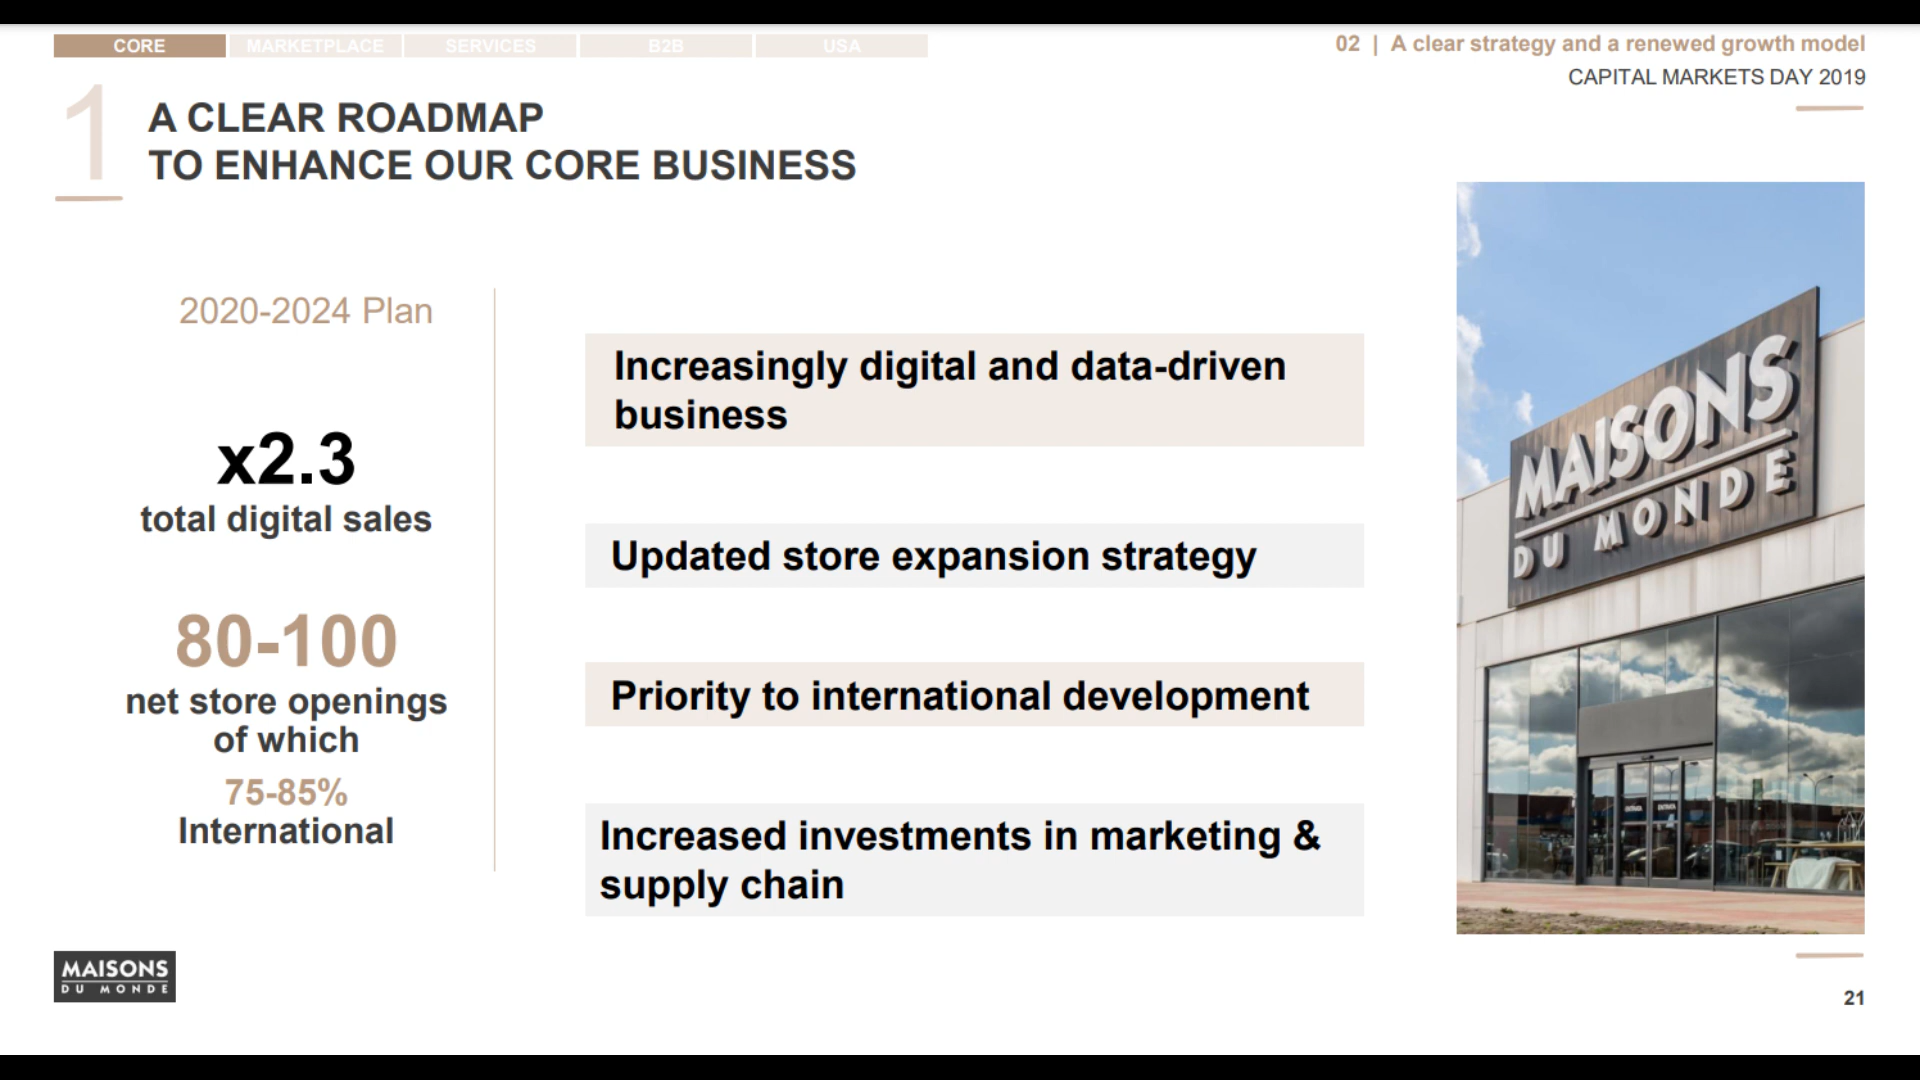 CORE
MARKETPLACE
SERVICES
B2B
USA
02 | A clear strategy and a renewed growth model
CAPITAL MARKETS DAY 2019
1
A CLEAR ROADMAP
TO ENHANCE OUR CORE BUSINESS
2020-2024 Plan
x2.3
total digital sales
80-100
net store openings
of which
75-85%
International
Increasingly digital and data-driven
business
Updated store expansion strategy
Priority to international development
Increased investments in marketing &
supply chain
MAISONS
DU MONDE
MAISONS
DU MONDE
21